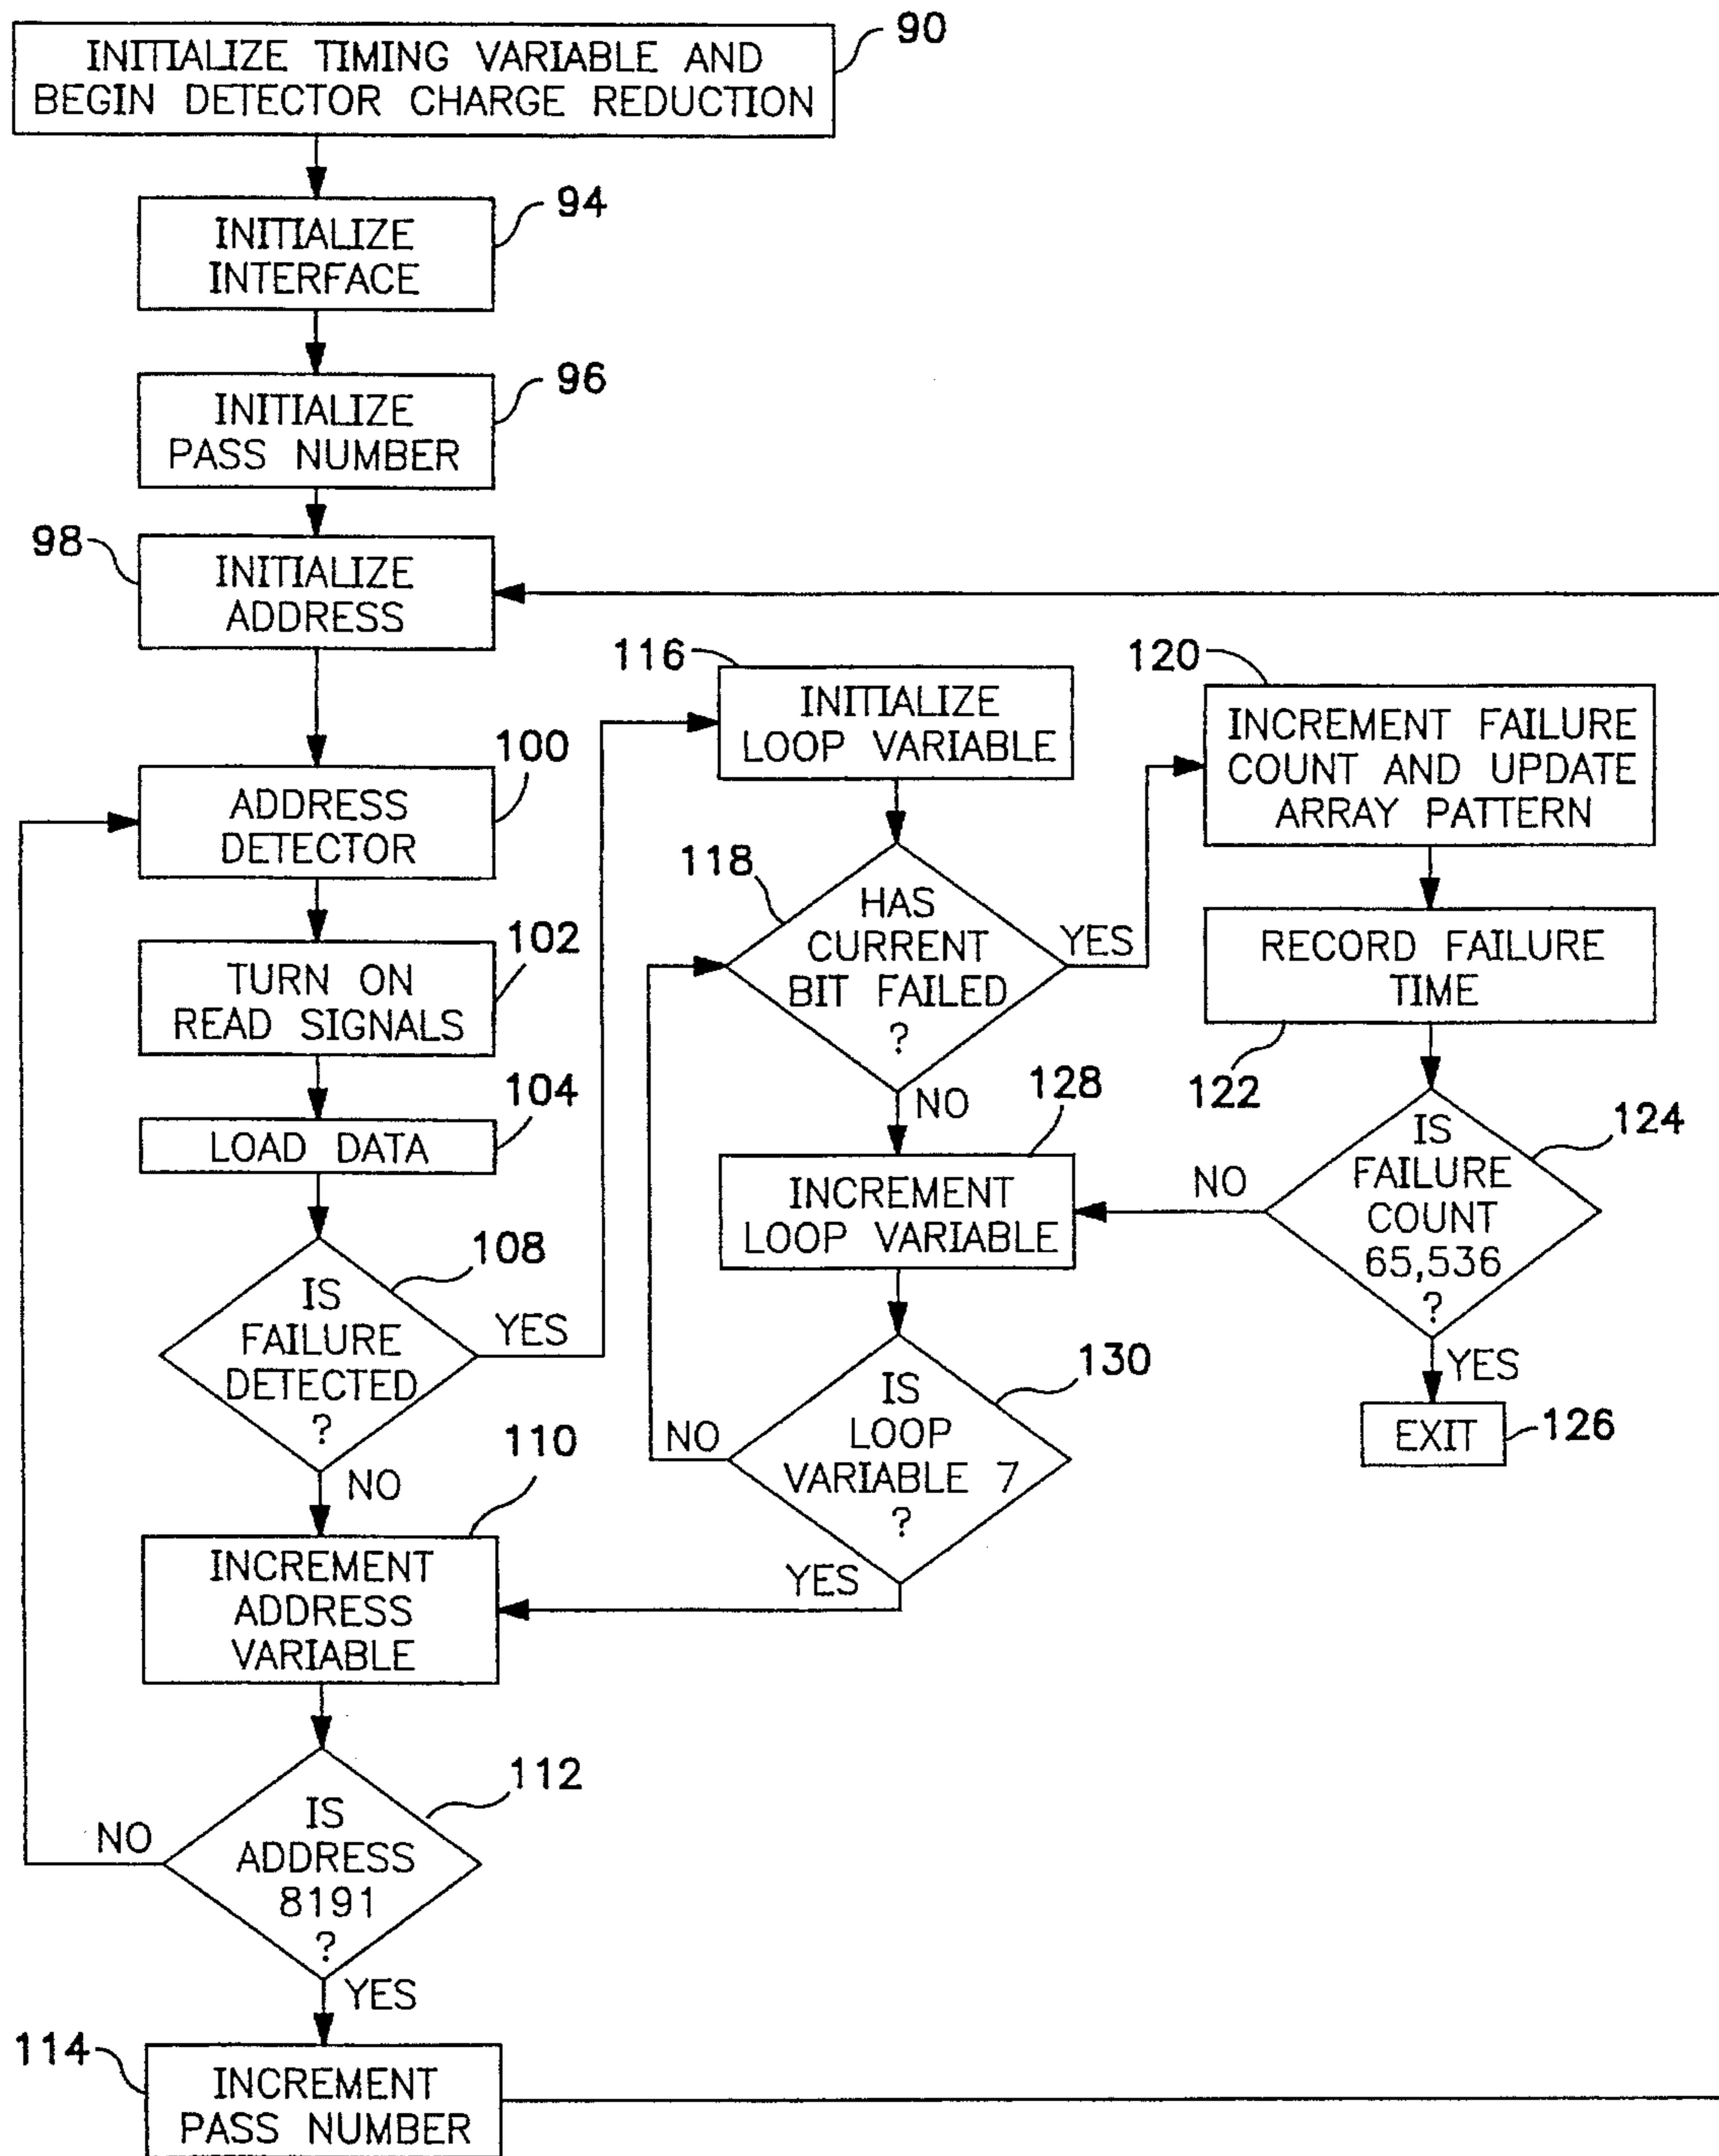 90
INITIALIZE TIMING VARIABLE AND
BEGIN DETECTOR CHARGE REDUCTION
94
INITIALIZE
INTERFACE
96
INITIALIZE
PASS NUMBER
98
INITIALIZE
ADDRESS
100
ADDRESS
DETECTOR
102
TURN ON
READ SIGNALS
104
LOAD DATA
108
IS
FAILURE
DETECTED
?
YES
NO
110
INCREMENT
ADDRESS
VARIABLE
112
IS
ADDRESS
8191
?
NO
YES
114
INCREMENT
PASS NUMBER
116
INITIALIZE
LOOP VARIABLE
118
HAS
CURRENT
BIT FAILED
?
YES
NO
128
INCREMENT
LOOP VARIABLE
130
IS
LOOP
VARIABLE 7
?
NO
YES
120
INCREMENT FAILURE
COUNT AND UPDATE
ARRAY PATTERN
RECORD FAILURE
TIME
122
124
IS
FAILURE
COUNT
65,536
?
NO
YES
EXIT
126